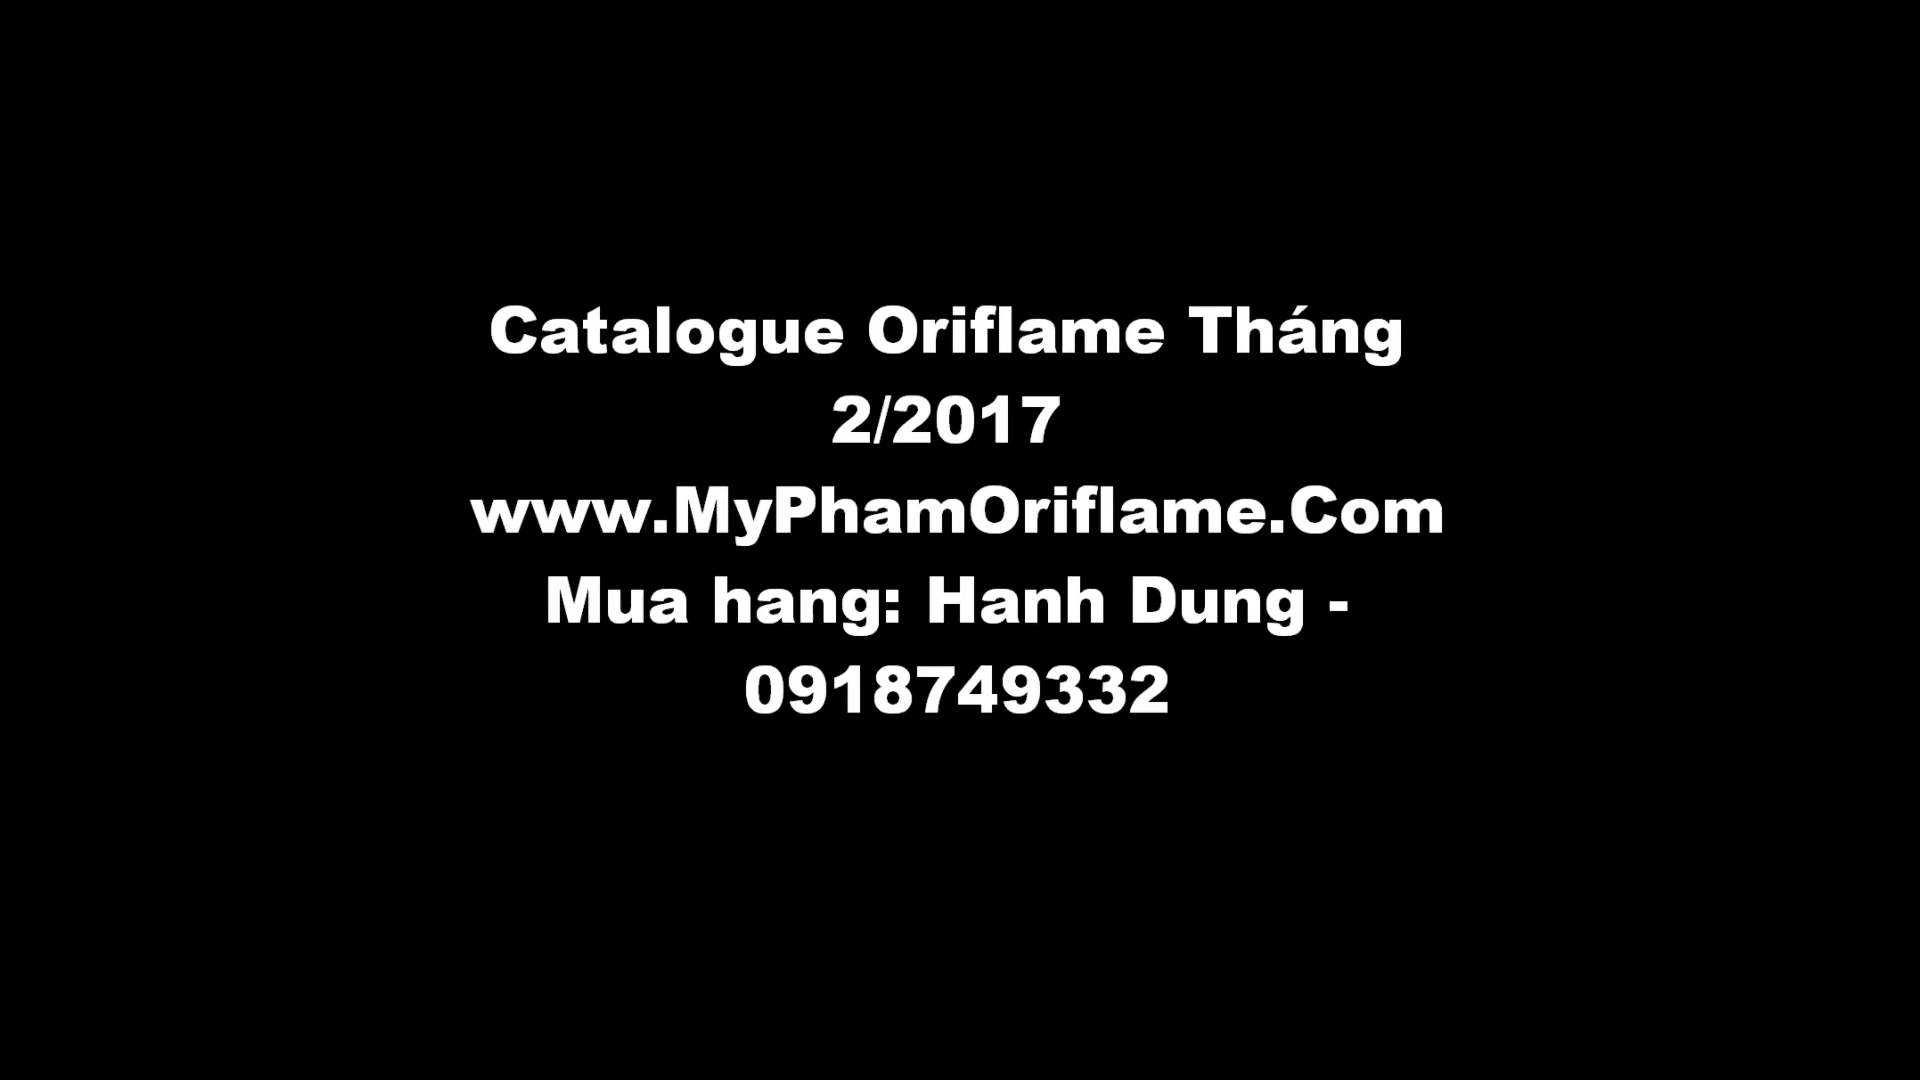 Catalogue Oriflame Tháng
2/2017
www.MyPhamOriflame.Com
Mua hang: Hanh Dung -
0918749332